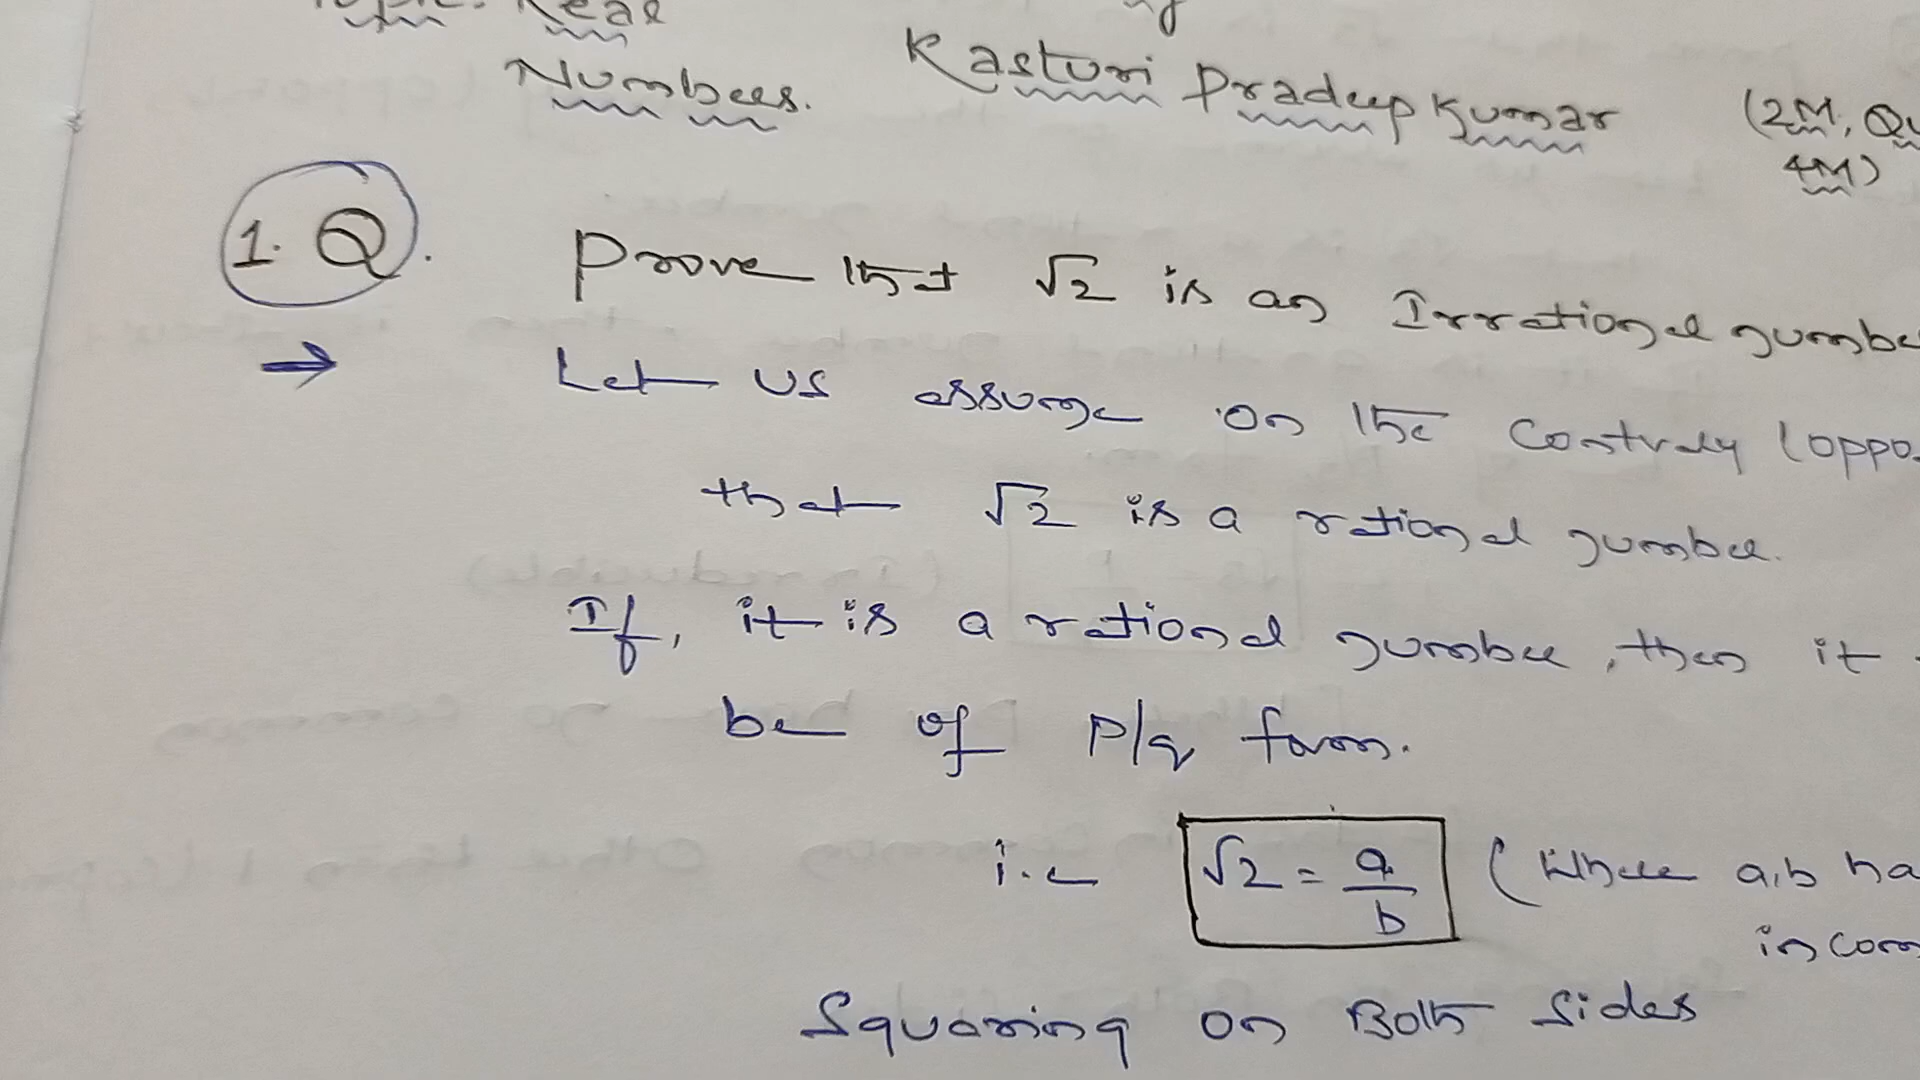 Topic: Real
Numbers.
Kasturi Pradeep Kumar
(2M, Qu
4M)
1. Q. Prove that √2 is an Irrational numbe
→ Let us assume on the Contrary (oppo
that √2 is a rational number.
If, it is a rational number, then it
be of P/q form.
i.e √2 = a/b (Where a,b ha
in com
Squaring on Both Sides